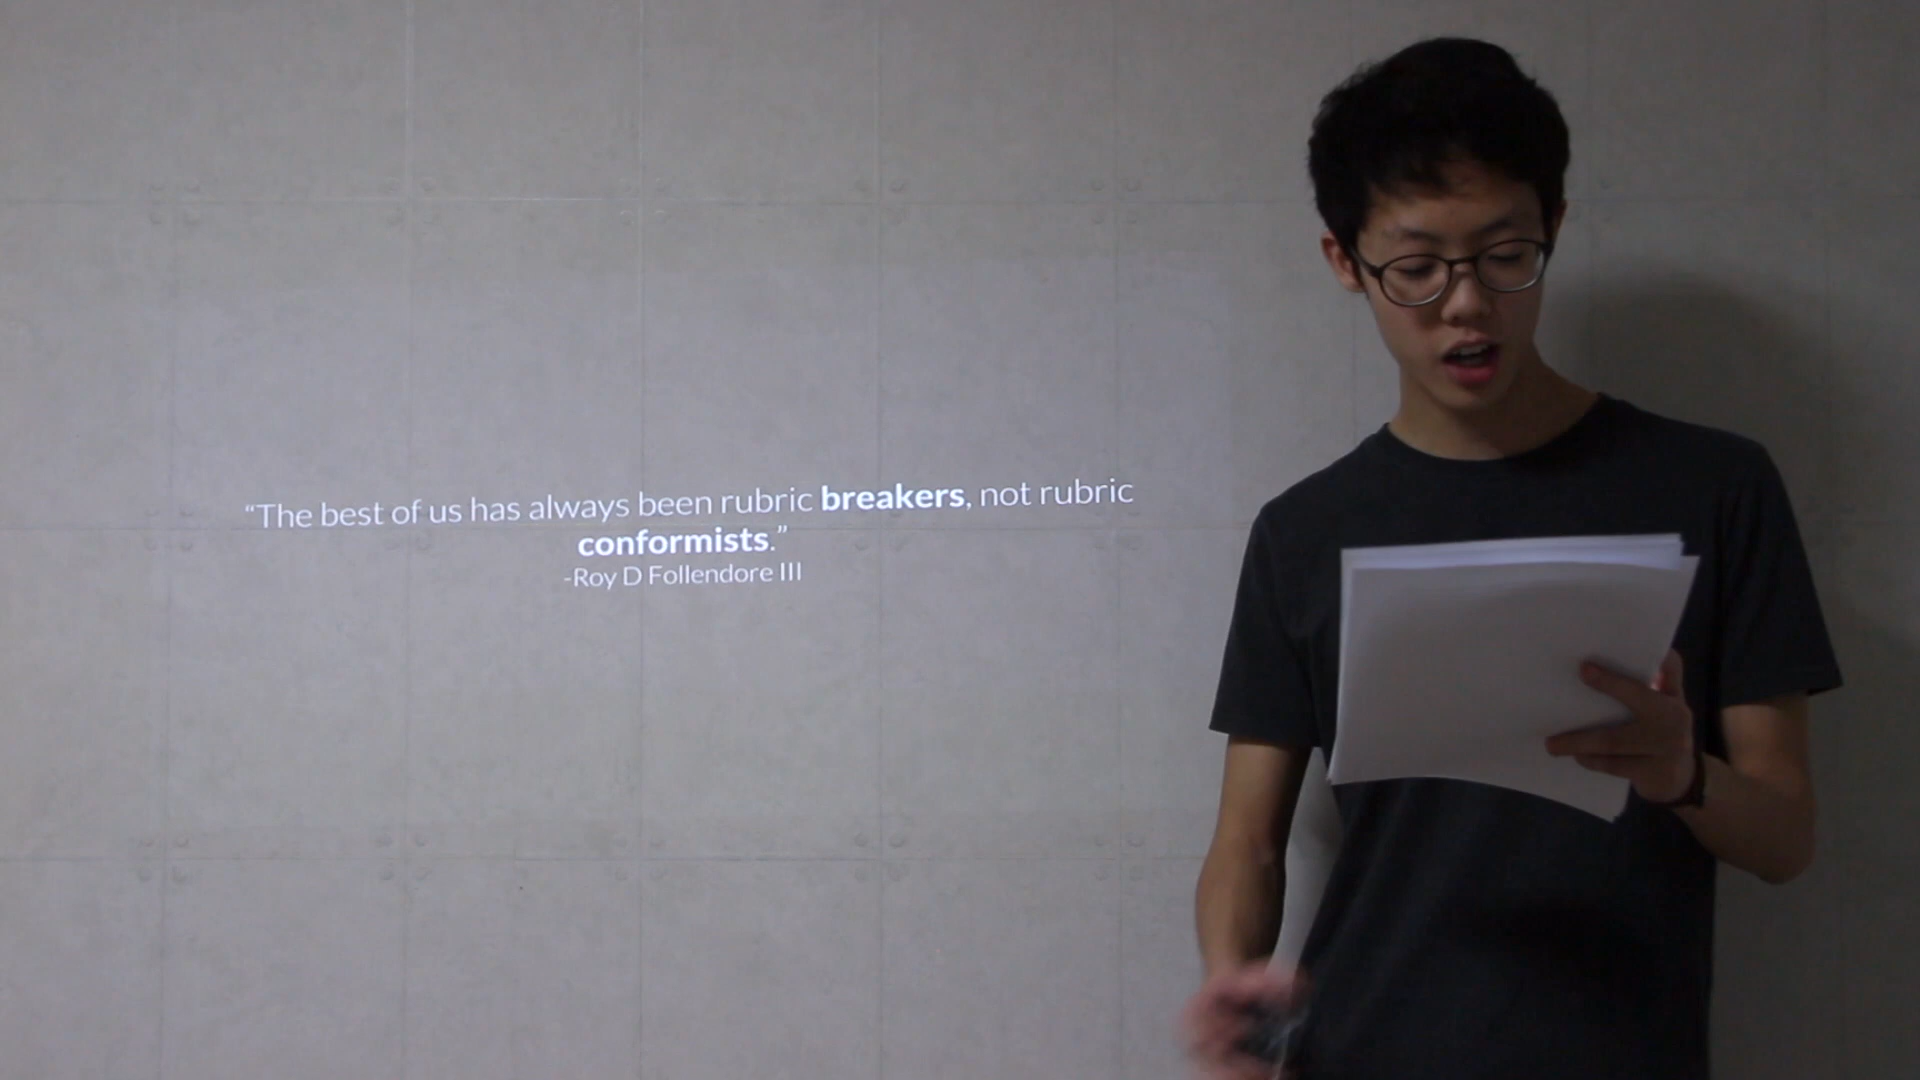 “The best of us has always been rubric breakers, not rubric
conformists.”
-Roy D Follendore III